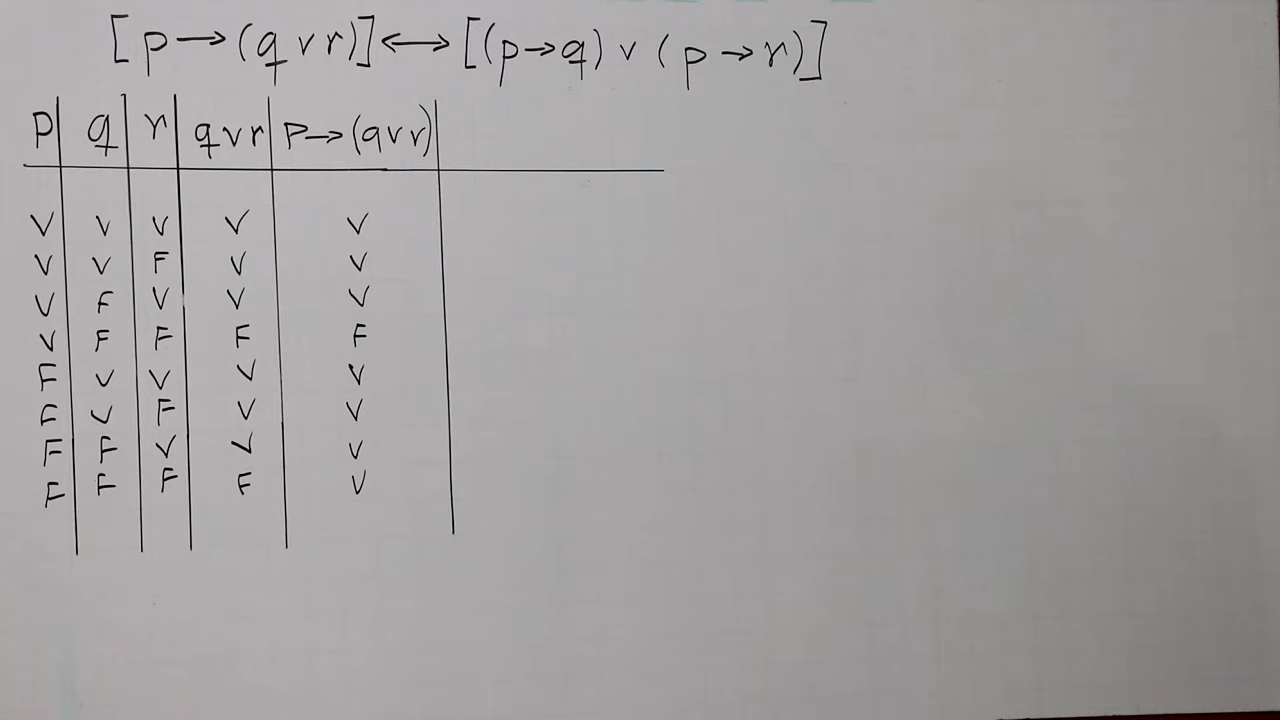 [p→(q∨r)]↔[(p→q)∨(p→r)]
p q r q∨r p→(q∨r)
V V V V V
V V F V V
V F V V V
V F F F F
F V V V V
F V F V V
F F V V V
F F F F V